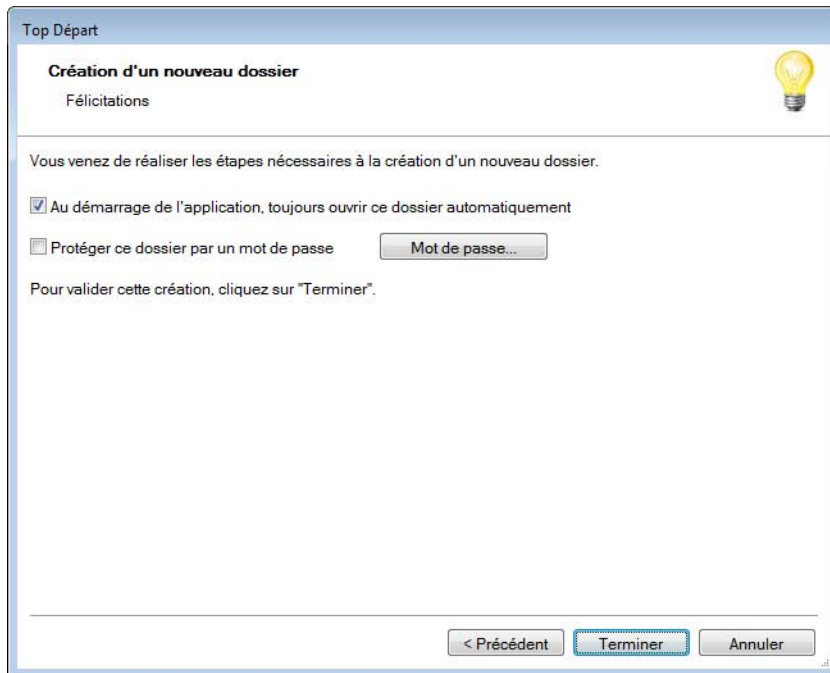 Top Départ
Création d'un nouveau dossier
Félicitations
Vous venez de réaliser les étapes nécessaires à la création d'un nouveau dossier.
Au démarrage de l'application, toujours ouvrir ce dossier automatiquement
Protéger ce dossier par un mot de passe Mot de passe...
Pour valider cette création, cliquez sur "Terminer".
< Précédent Terminer Annuler